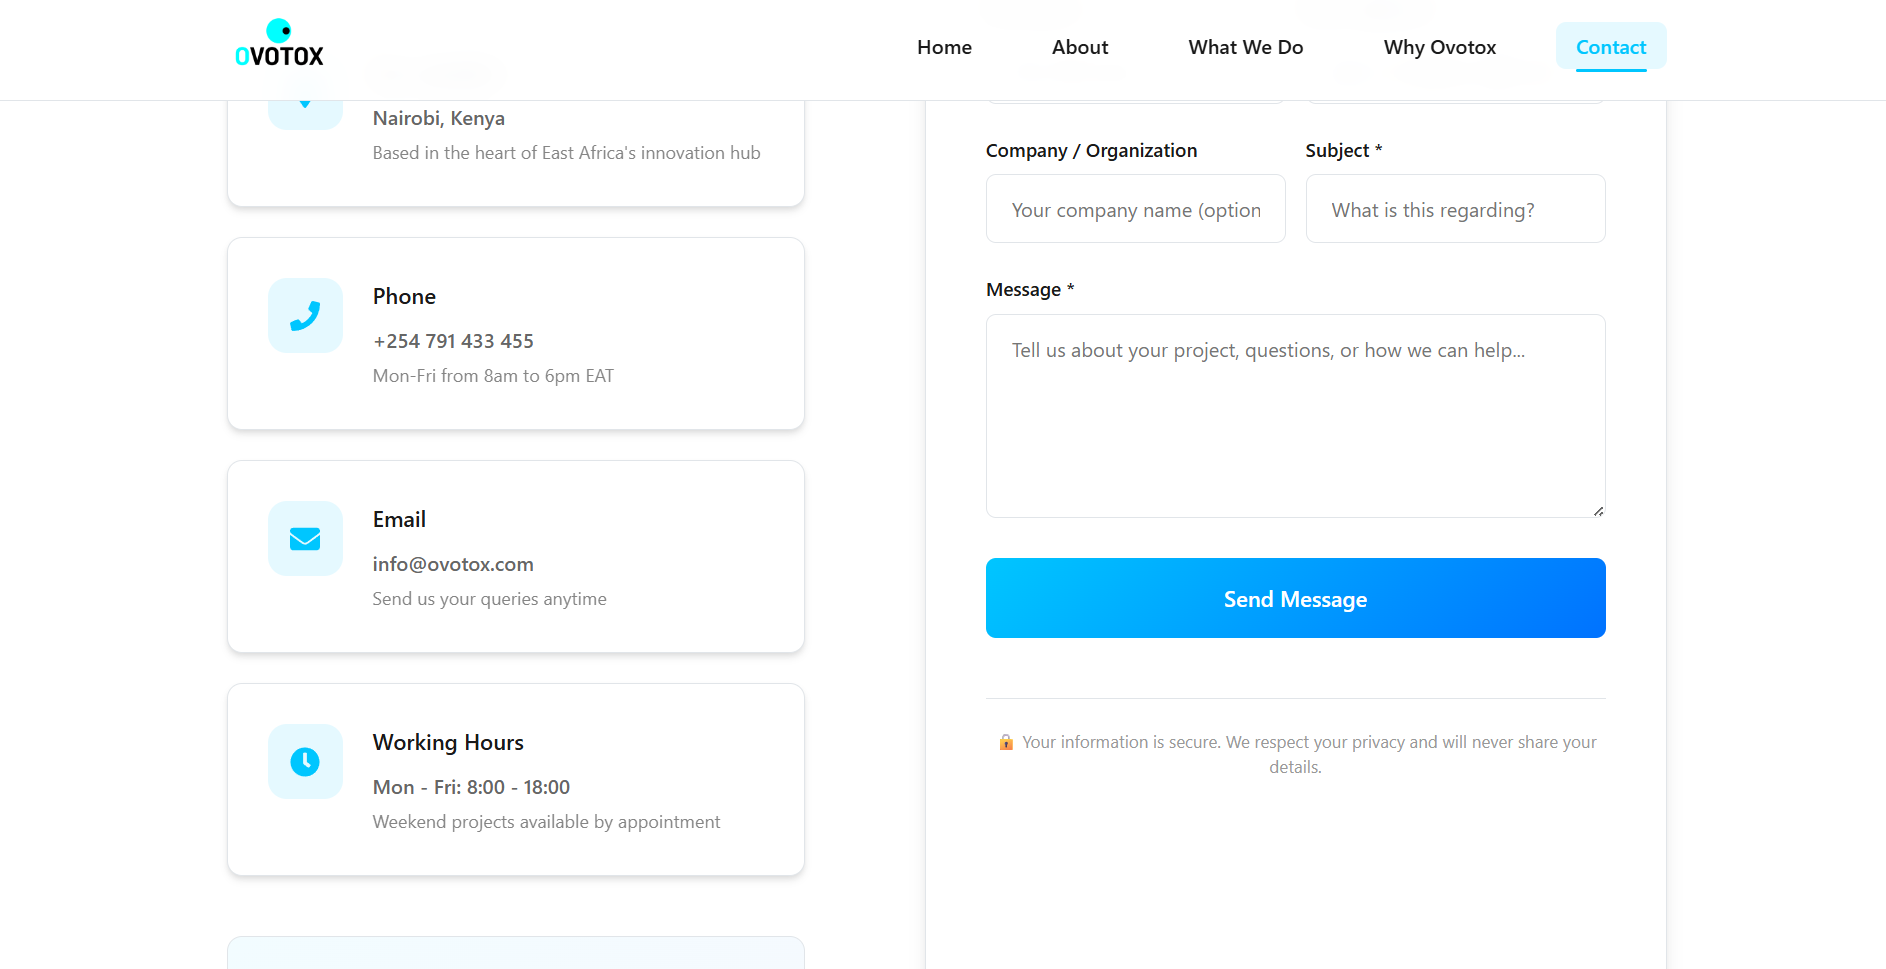 OVOTOX
Home
About
What We Do
Why Ovotox
Contact
Nairobi, Kenya
Based in the heart of East Africa's innovation hub
Phone
+254 791 433 455
Mon-Fri from 8am to 6pm EAT
Email
info@ovotox.com
Send us your queries anytime
Working Hours
Mon - Fri: 8:00 - 18:00
Weekend projects available by appointment
Company / Organization
Your company name (option
Subject *
What is this regarding?
Message *
Tell us about your project, questions, or how we can help...
Send Message
🔒 Your information is secure. We respect your privacy and will never share your
details.